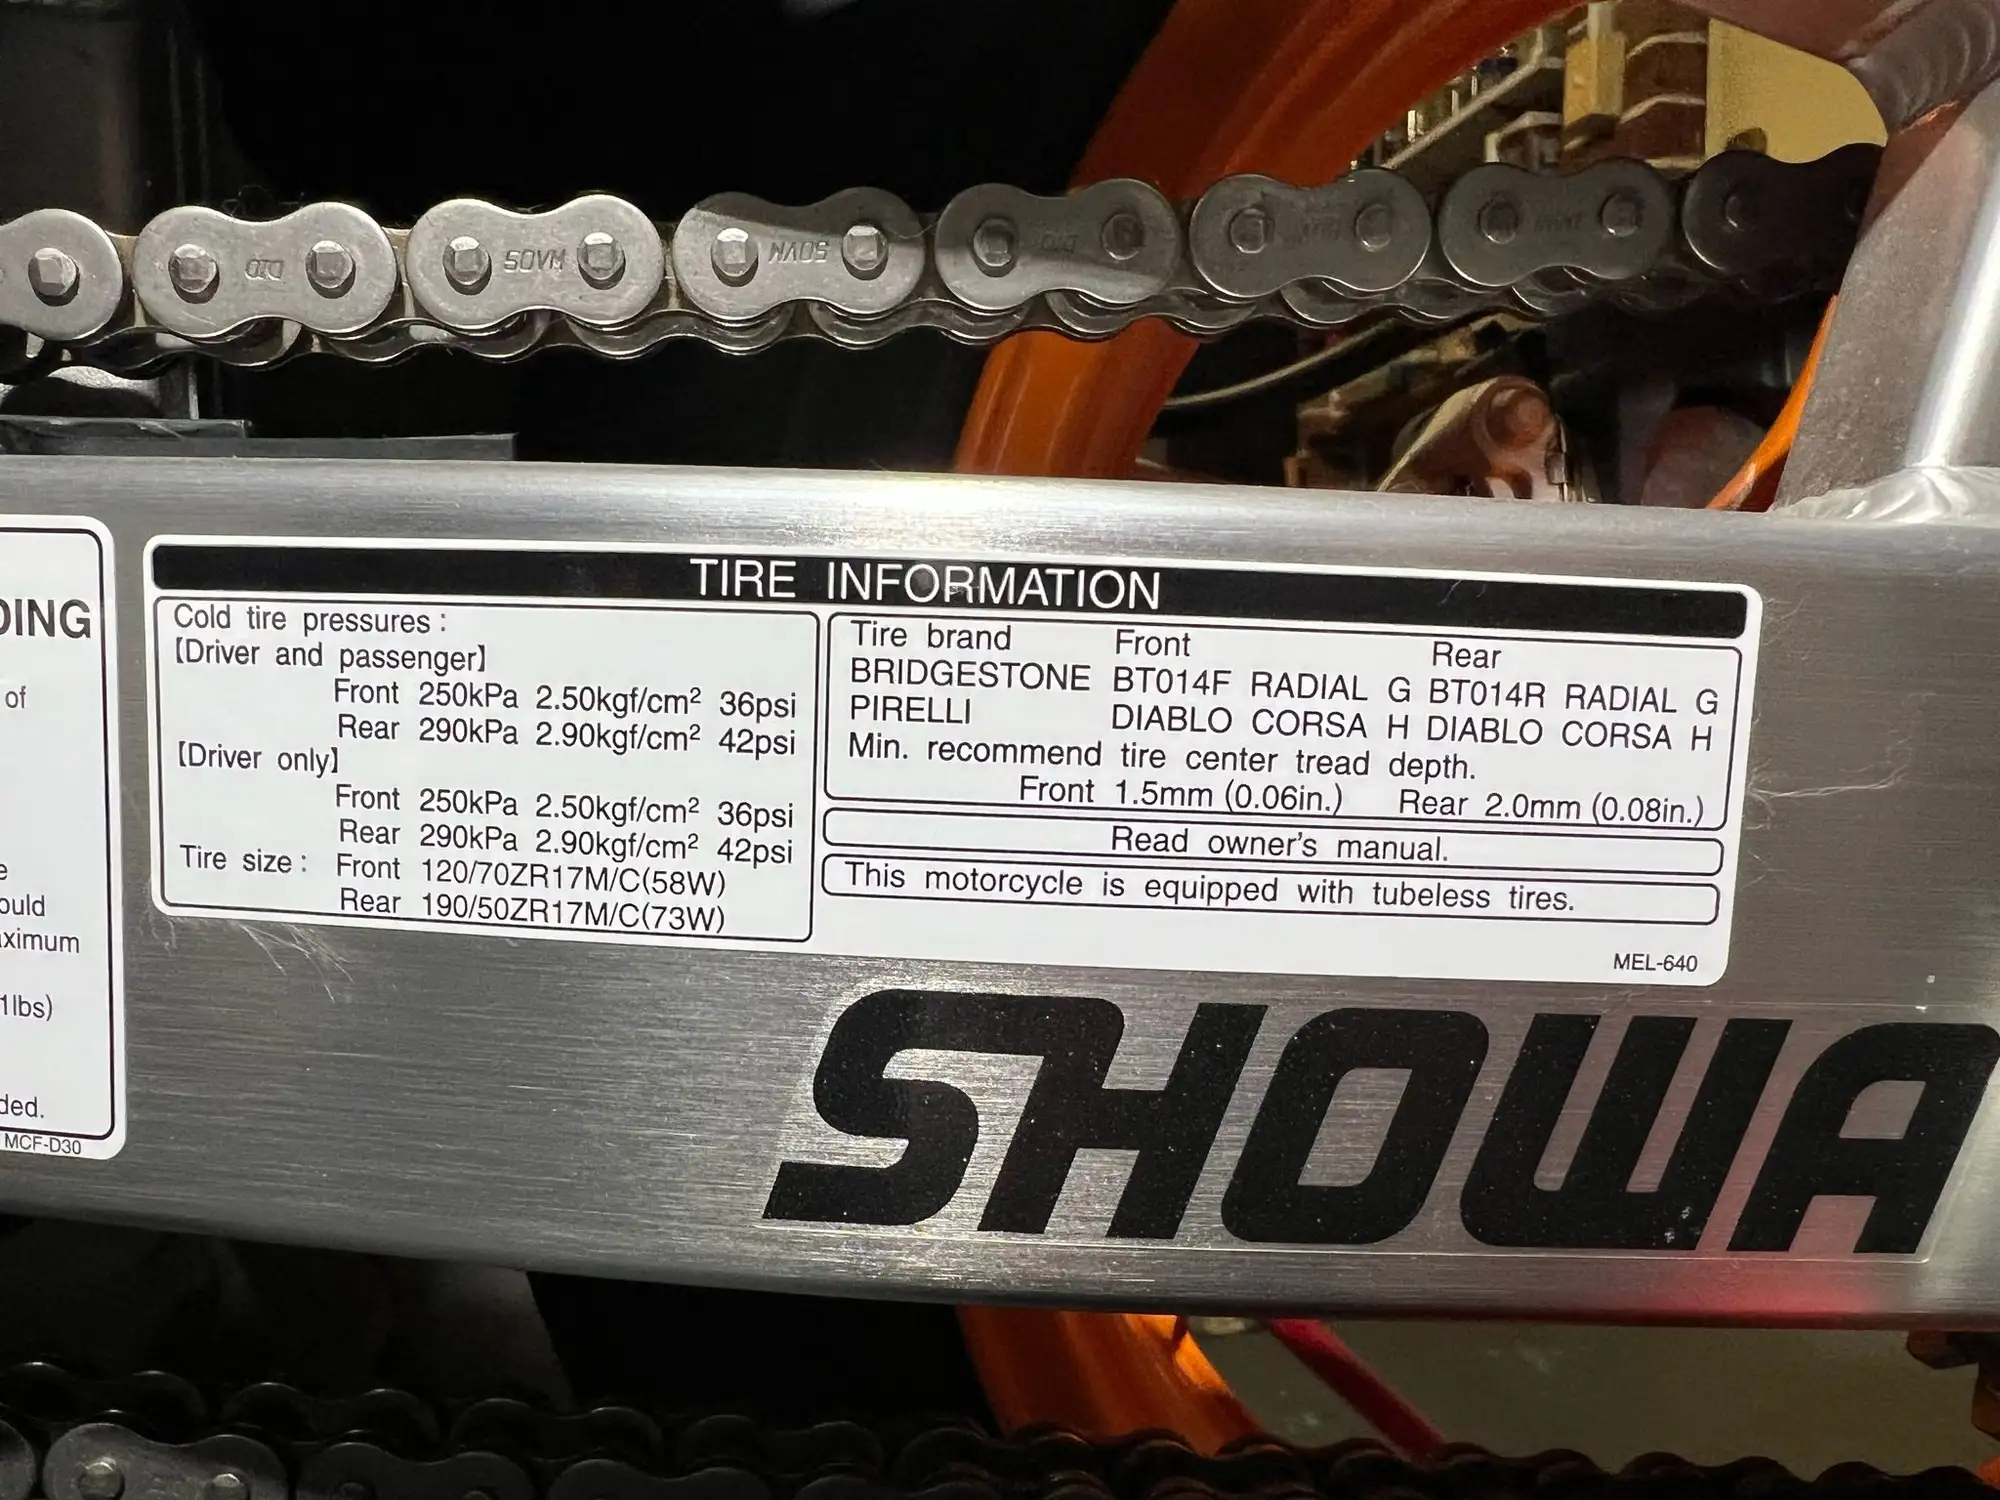 DID
50VM
50VM
DID
DING
of
e
ould
aximum
1lbs)
ded.
MCF-D30
TIRE INFORMATION
Cold tire pressures :
【Driver and passenger】
Front 250kPa 2.50kgf/cm² 36psi
Rear 290kPa 2.90kgf/cm² 42psi
【Driver only】
Front 250kPa 2.50kgf/cm² 36psi
Rear 290kPa 2.90kgf/cm² 42psi
Tire size : Front 120/70ZR17M/C(58W)
Rear 190/50ZR17M/C(73W)
Tire brand Front Rear
BRIDGESTONE BT014F RADIAL G BT014R RADIAL G
PIRELLI DIABLO CORSA H DIABLO CORSA H
Min. recommend tire center tread depth.
Front 1.5mm (0.06in.) Rear 2.0mm (0.08in.)
Read owner's manual.
This motorcycle is equipped with tubeless tires.
MEL-640
SHOWA